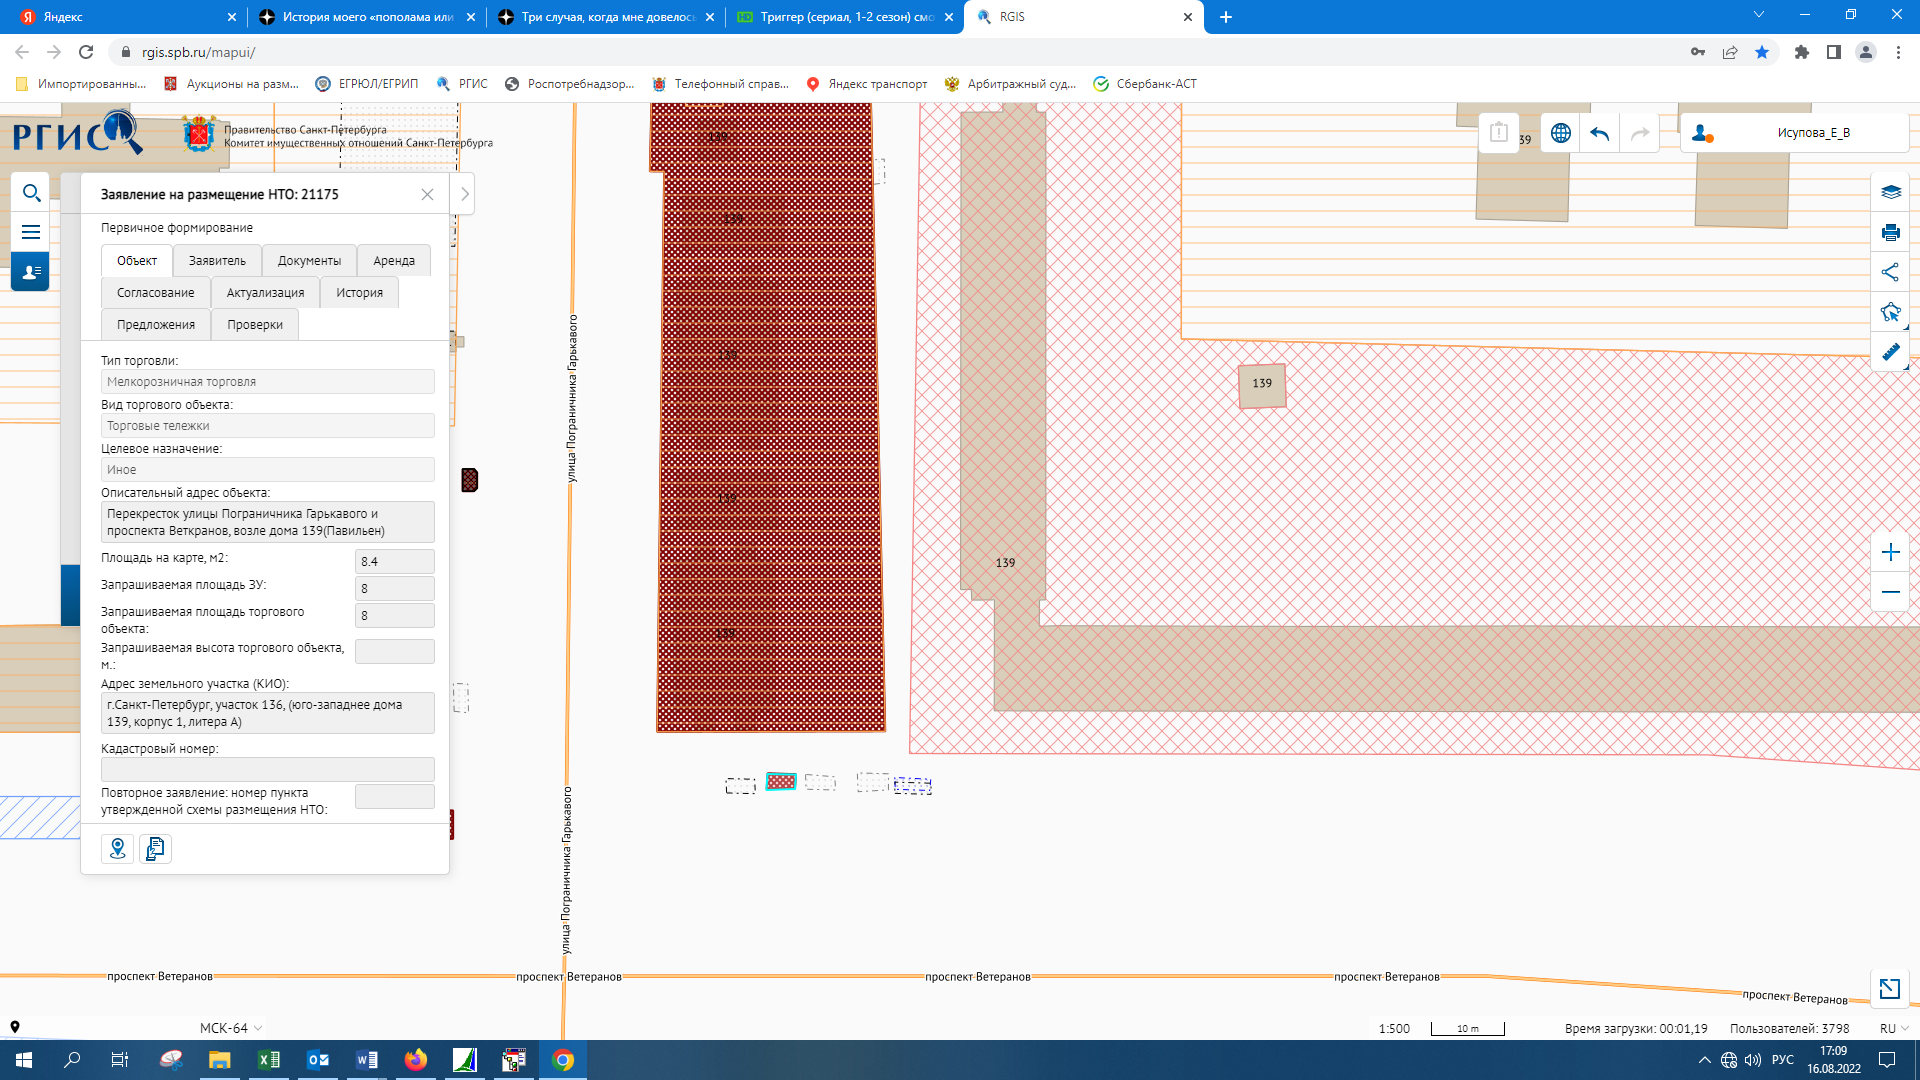 Яндекс
История моего «пополама или
Три случая, когда мне довелось
Триггер (сериал, 1-2 сезон) смо
RGIS
rgis.spb.ru/mapui/
Импортированны...
Аукционы на разм...
ЕГРЮЛ/ЕГРИП
РГИС
Роспотребнадзор...
Телефонный справ...
Яндекс транспорт
Арбитражный суд...
Сбербанк-АСТ
РГИС
Правительство Санкт-Петербурга
Комитет имущественных отношений Санкт-Петербурга
39
Исупова_Е_В
Заявление на размещение НТО: 21175
Первичное формирование
Объект
Заявитель
Документы
Аренда
Согласование
Актуализация
История
Предложения
Проверки
Тип торговли:
Мелкорозничная торговля
Вид торгового объекта:
Торговые тележки
Целевое назначение:
Иное
Описательный адрес объекта:
Перекресток улицы Пограничника Гарькавого и
проспекта Веткранов, возле дома 139(Павильен)
Площадь на карте, м2:
8.4
Запрашиваемая площадь ЗУ:
8
Запрашиваемая площадь торгового
объекта:
8
Запрашиваемая высота торгового объекта,
м.:
Адрес земельного участка (КИО):
г.Санкт-Петербург, участок 136, (юго-западнее дома
139, корпус 1, литера А)
Кадастровый номер:
Повторное заявление: номер пункта
утвержденной схемы размещения НТО:
139
139
139
139
139
139
139
улица Пограничника Гарькавого
улица Пограничника Гарькавого
проспект Ветеранов
проспект Ветеранов
проспект Ветеранов
проспект Ветеранов
проспект Ветеранов
МСК-64
1:500
10 m
Время загрузки: 00:01,19
Пользователей: 3798
RU
РУС
17:09
16.08.2022